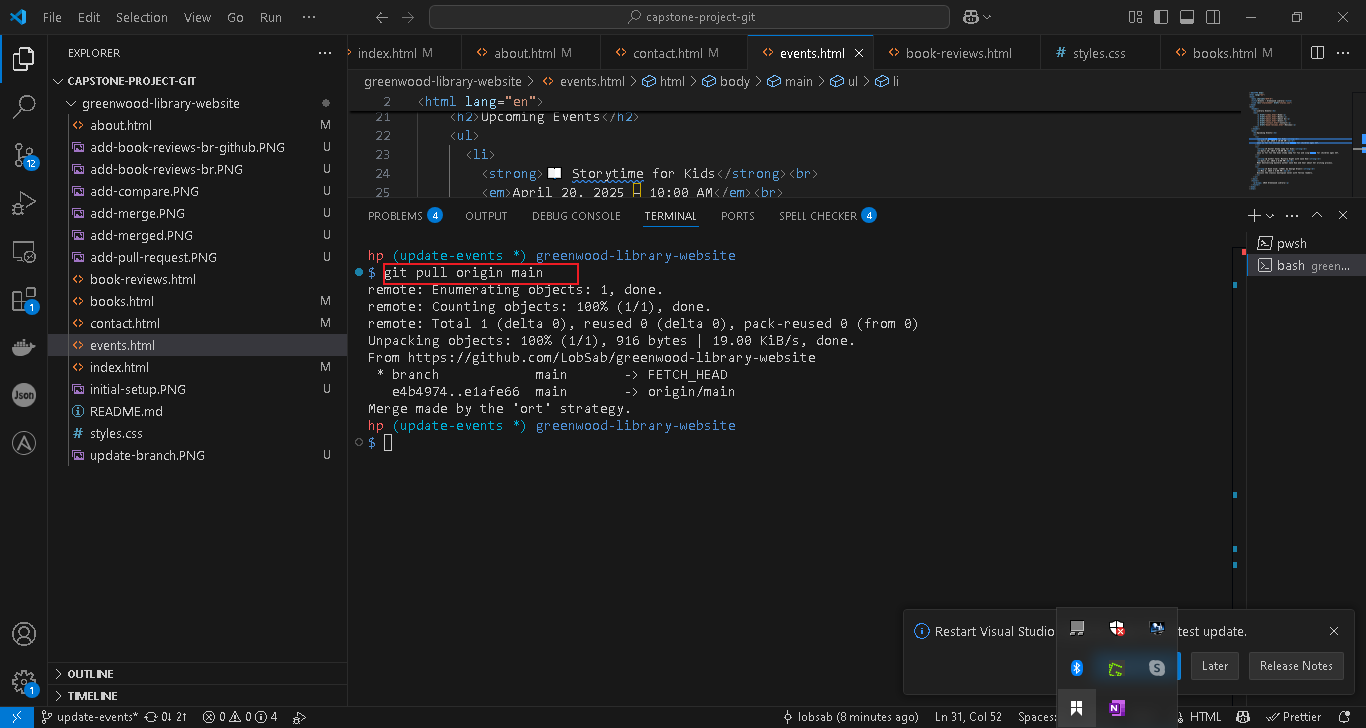 File Edit Selection View Go Run ···
capstone-project-git
EXPLORER ···
CAPSTONE-PROJECT-GIT
greenwood-library-website
about.html M
add-book-reviews-br-github.PNG U
add-book-reviews-br.PNG U
add-compare.PNG U
add-merge.PNG U
add-merged.PNG U
add-pull-request.PNG U
book-reviews.html
books.html M
contact.html M
events.html
index.html M
initial-setup.PNG U
README.md
styles.css
update-branch.PNG U
OUTLINE
TIMELINE
12
1
Json
1
index.html M about.html M contact.html M events.html book-reviews.html styles.css books.html M ···
greenwood-library-website > events.html > html > body > main > ul > li
2 <html lang="en">
21 <h2>Upcoming Events</h2>
22 <ul>
23 <li>
24 <strong>📖 Storytime for Kids</strong><br>
25 <em>April 20, 2025 – 10:00 AM</em><br>
PROBLEMS 4 OUTPUT DEBUG CONSOLE TERMINAL PORTS SPELL CHECKER 4
pwsh
bash green...
hp (update-events *) greenwood-library-website
$ git pull origin main
remote: Enumerating objects: 1, done.
remote: Counting objects: 100% (1/1), done.
remote: Total 1 (delta 0), reused 0 (delta 0), pack-reused 0 (from 0)
Unpacking objects: 100% (1/1), 916 bytes | 19.00 KiB/s, done.
From https://github.com/LobSab/greenwood-library-website
* branch main -> FETCH_HEAD
e4b4974..e1afe66 main -> origin/main
Merge made by the 'ort' strategy.
hp (update-events *) greenwood-library-website
$
Restart Visual Studio test update.
Later Release Notes
S
N
update-events* 0↓ 2↑ 0 0 4 lobsab (8 minutes ago) Ln 31, Col 52 Spaces: HTML Prettier